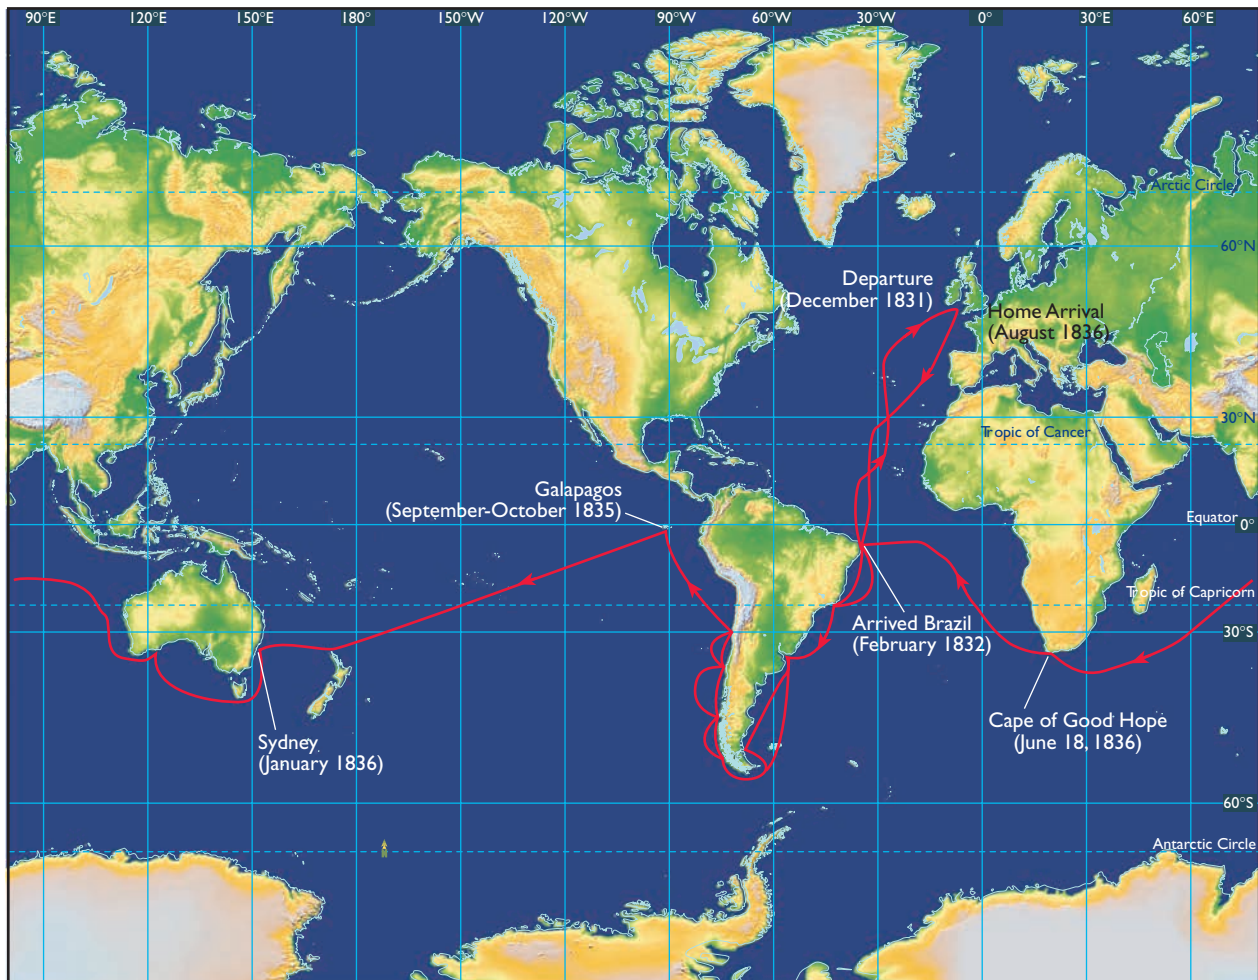 90°E 120°E 150°E 180° 150°W 120°W 90°W 60°W 30°W 0° 30°E 60°E
Arctic Circle
60°N
Departure
(December 1831)
Home Arrival
(August 1836)
30°N
Tropic of Cancer
Galapagos
(September-October 1835)
Equator 0°
Tropic of Capricorn
Arrived Brazil
(February 1832)
30°S
Cape of Good Hope
(June 18, 1836)
Sydney
(January 1836)
60°S
Antarctic Circle